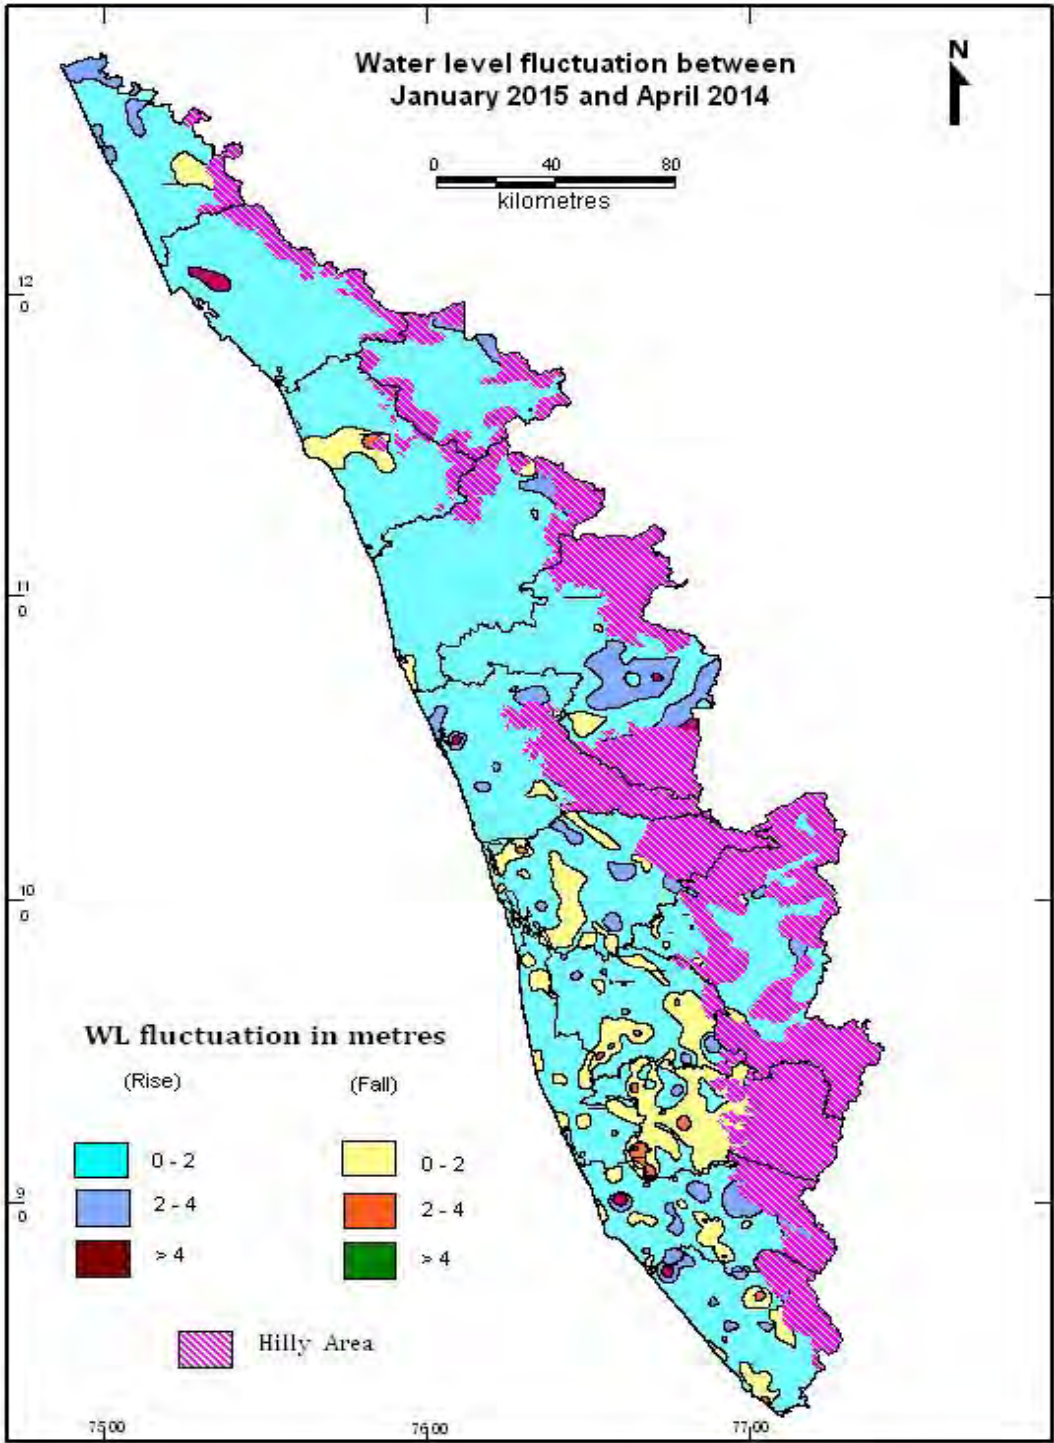 Water level fluctuation between
January 2015 and April 2014
N
0 40 80
kilometres
12
0
11
0
10
0
9
0
WL fluctuation in metres
(Rise) (Fall)
0 - 2 0 - 2
2 - 4 2 - 4
> 4 > 4
Hilly Area
75 00 76 00 77 00